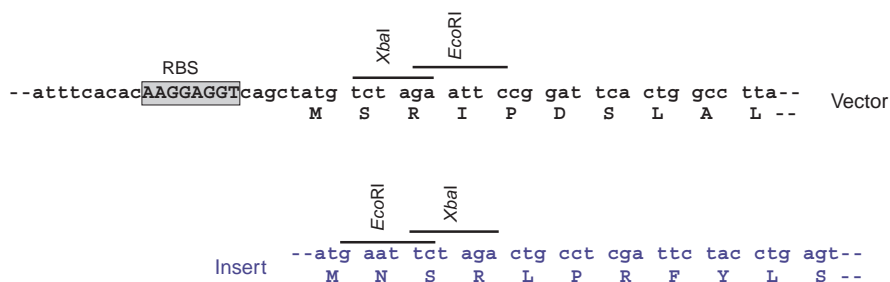 XbaI
EcoRI
RBS
--atttcacacAAGGAGGTcagctatg tct aga att ccg gat tca ctg gcc tta--
Vector
M S R I P D S L A L --
EcoRI
XbaI
--atg aat tct aga ctg cct cga ttc tac ctg agt--
Insert
M N S R L P R F Y L S --